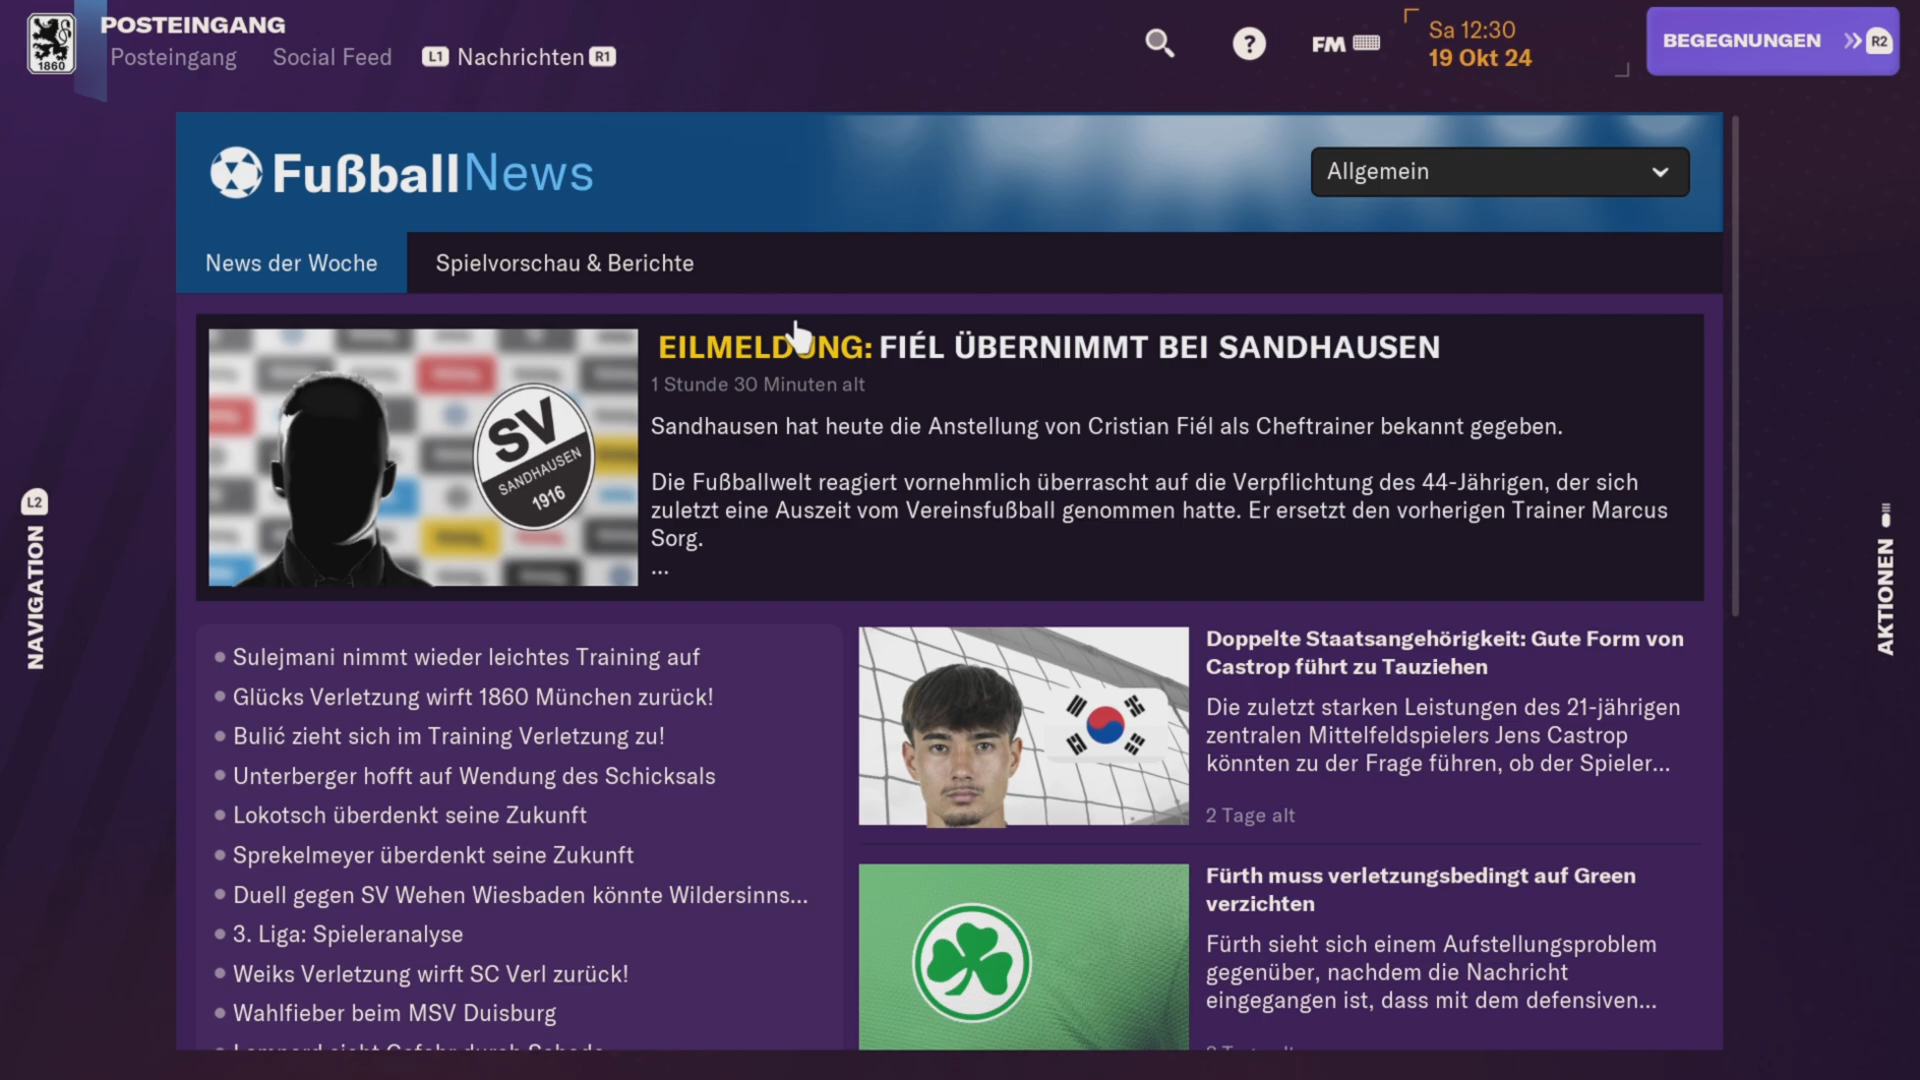 1860
POSTEINGANG
Posteingang Social Feed L1 Nachrichten R1
FM
Sa 12:30
19 Okt 24
BEGEGNUNGEN R2
L2 NAVIGATION
AKTIONEN
FußballNews
Allgemein
News der Woche Spielvorschau & Berichte
SV
SANDHAUSEN
1916
EILMELDUNG: FIÉL ÜBERNIMMT BEI SANDHAUSEN
1 Stunde 30 Minuten alt
Sandhausen hat heute die Anstellung von Cristian Fiél als Cheftrainer bekannt gegeben.
Die Fußballwelt reagiert vornehmlich überrascht auf die Verpflichtung des 44-Jährigen, der sich
zuletzt eine Auszeit vom Vereinsfußball genommen hatte. Er ersetzt den vorherigen Trainer Marcus
Sorg.
...
Sulejmani nimmt wieder leichtes Training auf
Glücks Verletzung wirft 1860 München zurück!
Bulić zieht sich im Training Verletzung zu!
Unterberger hofft auf Wendung des Schicksals
Lokotsch überdenkt seine Zukunft
Sprekelmeyer überdenkt seine Zukunft
Duell gegen SV Wehen Wiesbaden könnte Wildersinns...
3. Liga: Spieleranalyse
Weiks Verletzung wirft SC Verl zurück!
Wahlfieber beim MSV Duisburg
Doppelte Staatsangehörigkeit: Gute Form von
Castrop führt zu Tauziehen
Die zuletzt starken Leistungen des 21-jährigen
zentralen Mittelfeldspielers Jens Castrop
könnten zu der Frage führen, ob der Spieler...
2 Tage alt
Fürth muss verletzungsbedingt auf Green
verzichten
Fürth sieht sich einem Aufstellungsproblem
gegenüber, nachdem die Nachricht
eingegangen ist, dass mit dem defensiven...